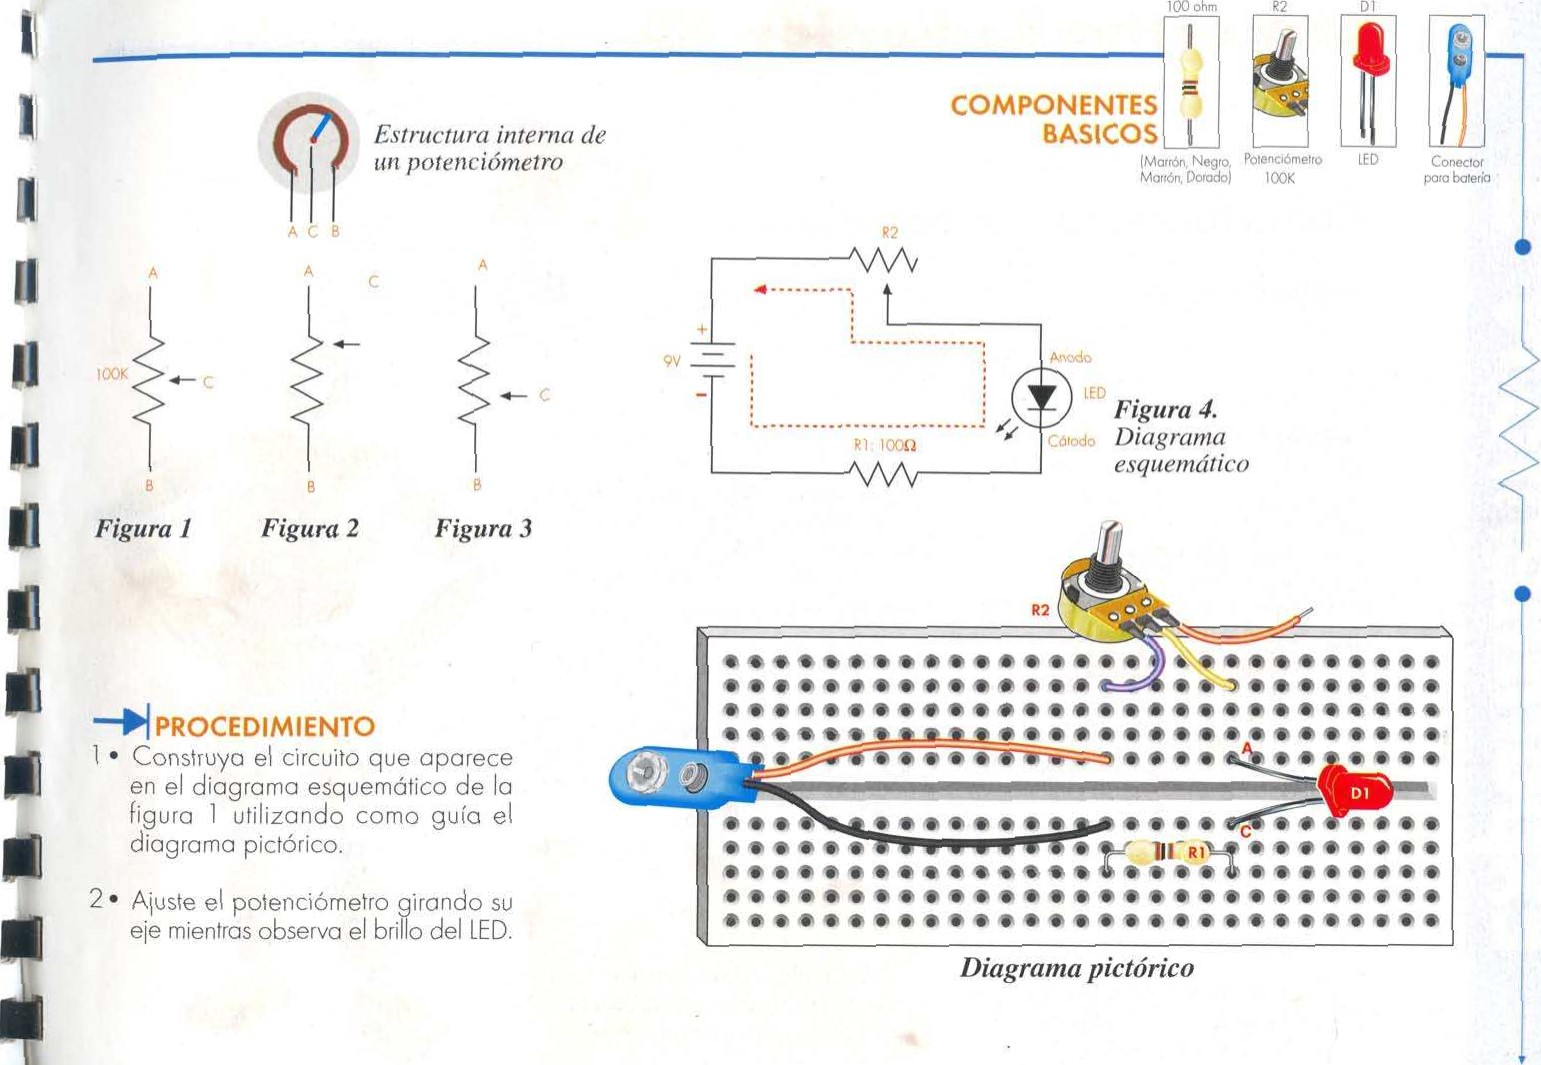 100 ohm
R2
D1
COMPONENTES
BASICOS
(Marrón, Negro,
Marrón, Dorado)
Potenciómetro
100K
LED
Conector
para batería
Estructura interna de
un potenciómetro
A C B
A
100K
C
B
Figura 1
A
C
B
Figura 2
A
C
B
Figura 3
R2
+
9V
-
Anodo
LED
Cátodo
R1: 100Ω
Figura 4.
Diagrama
esquemático
PROCEDIMIENTO
1• Construya el circuito que aparece
en el diagrama esquemático de la
figura 1 utilizando como guía el
diagrama pictórico.
2• Ajuste el potenciómetro girando su
eje mientras observa el brillo del LED.
R2
A
D1
C
R1
Diagrama pictórico